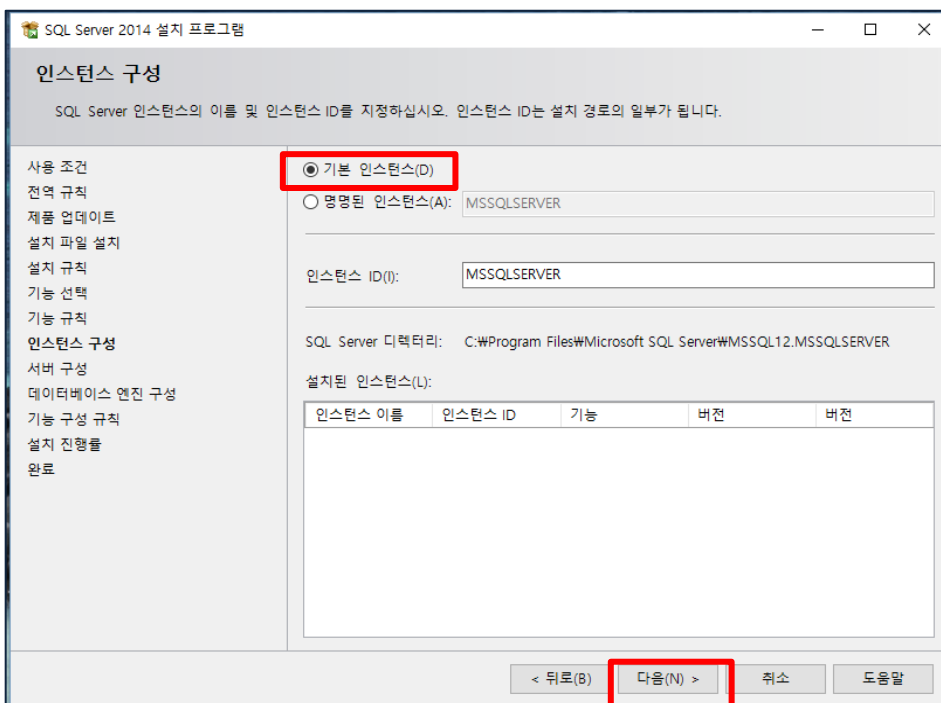 SQL Server 2014 설치 프로그램
인스턴스 구성
SQL Server 인스턴스의 이름 및 인스턴스 ID를 지정하십시오. 인스턴스 ID는 설치 경로의 일부가 됩니다.
사용 조건
전역 규칙
제품 업데이트
설치 파일 설치
설치 규칙
기능 선택
기능 규칙
인스턴스 구성
서버 구성
데이터베이스 엔진 구성
기능 구성 규칙
설치 진행률
완료
기본 인스턴스(D)
명명된 인스턴스(A): MSSQLSERVER
인스턴스 ID(I): MSSQLSERVER
SQL Server 디렉터리: C:₩Program Files₩Microsoft SQL Server₩MSSQL12.MSSQLSERVER
설치된 인스턴스(L):
인스턴스 이름 인스턴스 ID 기능 버전 버전
< 뒤로(B) 다음(N) > 취소 도움말